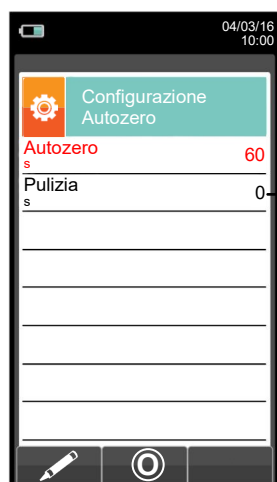 04/03/16
10:00
Configurazione
Autozero
Autozero 60
s
Pulizia 0
s